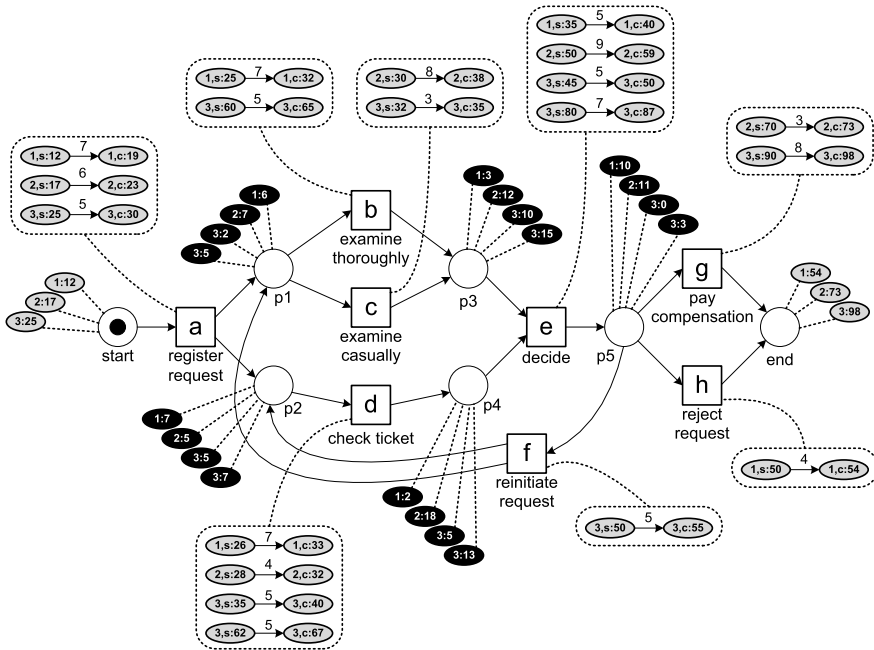 1,s:35 5 1,c:40
2,s:50 9 2,c:59
3,s:45 5 3,c:50
3,s:80 7 3,c:87
1,s:25 7 1,c:32
3,s:60 5 3,c:65
2,s:30 8 2,c:38
3,s:32 3 3,c:35
2,s:70 3 2,c:73
3,s:90 8 3,c:98
1,s:12 7 1,c:19
2,s:17 6 2,c:23
3,s:25 5 3,c:30
1:6
2:7
3:2
3:5
p1
b
examine
thoroughly
c
examine
casually
1:3
2:12
3:10
3:15
p3
1:10
2:11
3:0
3:3
p5
g
pay
compensation
1:12
2:17
3:25
start
a
register
request
e
decide
1:54
2:73
3:98
end
h
reject
request
p2
1:7
2:5
3:5
3:7
d
check ticket
p4
1:2
2:18
3:5
3:13
f
reinitiate
request
1,s:50 4 1,c:54
3,s:50 5 3,c:55
1,s:26 7 1,c:33
2,s:28 4 2,c:32
3,s:35 5 3,c:40
3,s:62 5 3,c:67